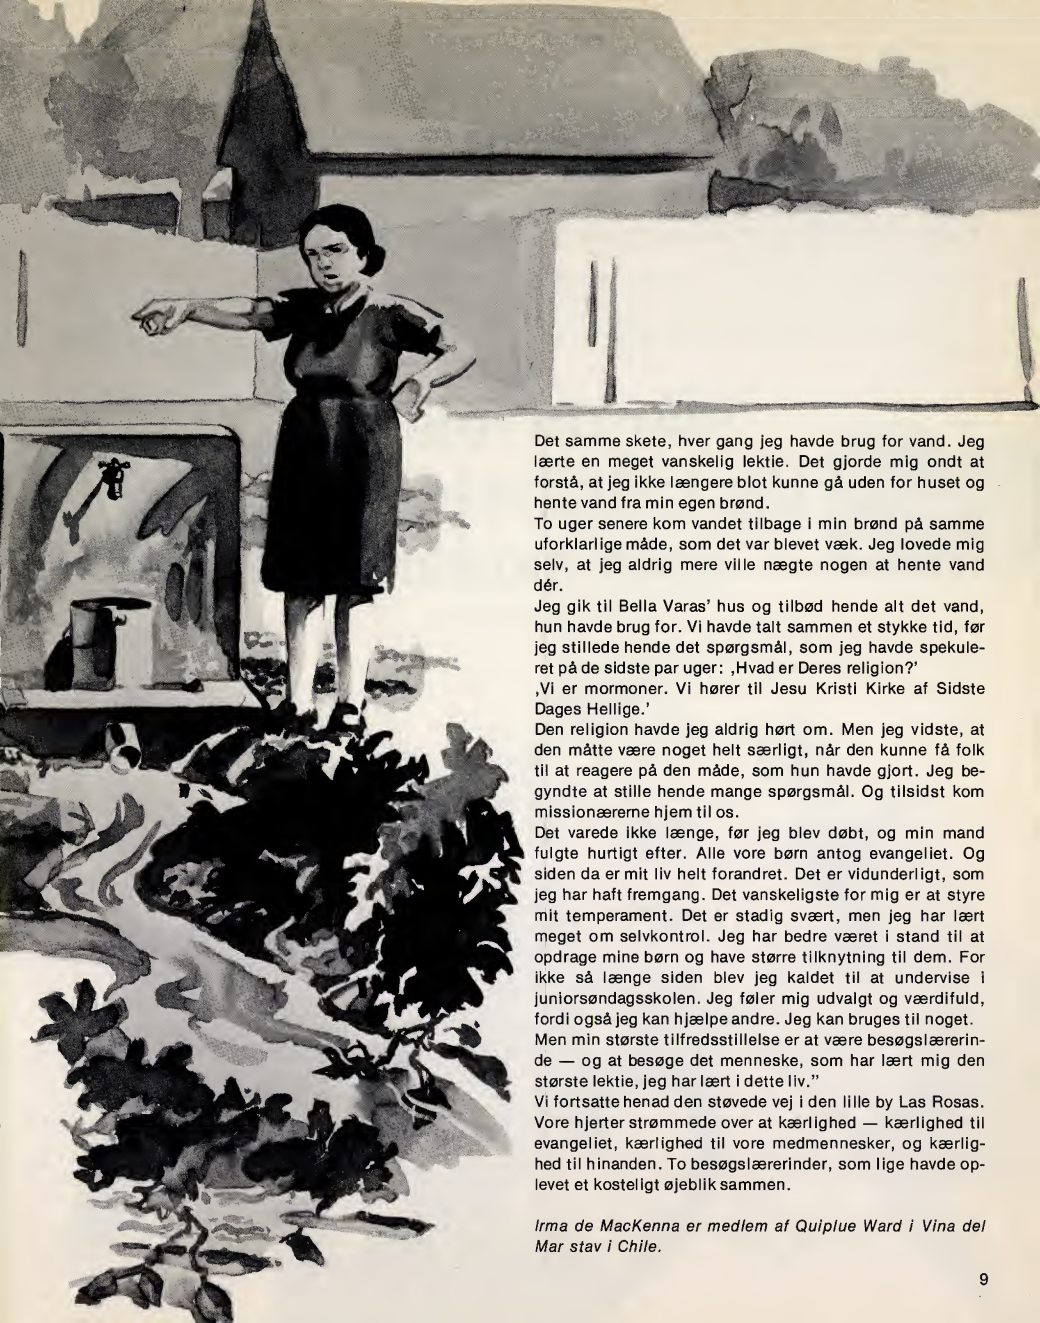 Det samme skete, hver gang jeg havde brug for vand. Jeg
lærte en meget vanskelig lektie. Det gjorde mig ondt at
forstå, at jeg ikke længere blot kunne gå uden for huset og
hente vand fra min egen brønd.
To uger senere kom vandet tilbage i min brønd på samme
uforklarlige måde, som det var blevet væk. Jeg lovede mig
selv, at jeg aldrig mere ville nægte nogen at hente vand
dér.
Jeg gik til Bella Varas’ hus og tilbød hende alt det vand,
hun havde brug for. Vi havde talt sammen et stykke tid, før
jeg stillede hende det spørgsmål, som jeg havde spekule-
ret på de sidste par uger: ‚Hvad er Deres religion?’
‚Vi er mormoner. Vi hører til Jesu Kristi Kirke af Sidste
Dages Hellige.’
Den religion havde jeg aldrig hørt om. Men jeg vidste, at
den måtte være noget helt særligt, når den kunne få folk
til at reagere på den måde, som hun havde gjort. Jeg be-
gyndte at stille hende mange spørgsmål. Og tilsidst kom
missionærerne hjem til os.
Det varede ikke længe, før jeg blev døbt, og min mand
fulgte hurtigt efter. Alle vore børn antog evangeliet. Og
siden da er mit liv helt forandret. Det er vidunderligt, som
jeg har haft fremgang. Det vanskeligste for mig er at styre
mit temperament. Det er stadig svært, men jeg har lært
meget om selvkontrol. Jeg har bedre været i stand til at
opdrage mine børn og have større tilknytning til dem. For
ikke så længe siden blev jeg kaldet til at undervise i
juniorsøndagsskolen. Jeg føler mig udvalgt og værdifuld,
fordi også jeg kan hjælpe andre. Jeg kan bruges til noget.
Men min største tilfredsstillelse er at være besøgslærerin-
de — og at besøge det menneske, som har lært mig den
største lektie, jeg har lært i dette liv.”
Vi fortsatte henad den støvede vej i den lille by Las Rosas.
Vore hjerter strømmede over at kærlighed — kærlighed til
evangeliet, kærlighed til vore medmennesker, og kærlig-
hed til hinanden. To besøgslærerinder, som lige havde op-
levet et kosteligt øjeblik sammen.
Irma de MacKenna er medlem af Quiplue Ward i Vina del
Mar stav i Chile.
9